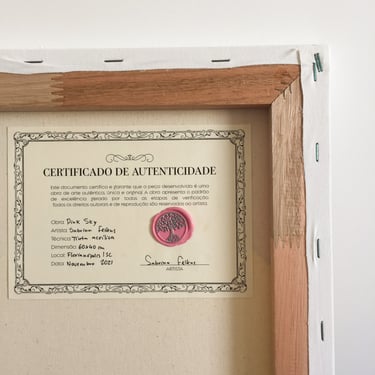 CERTIFICADO DE AUTENTICIDADE
Este documento certifica e garante que a peça desenvolvida é uma
obra de arte autêntica, única e original. A obra apresenta o padrão
de excelência gerado por todas as etapas de verificação
todos os direitos autorais e de reprodução são reservados ao artista.
Obra: Pink Sky
Artista: Sabrina
Técnica: Tinta acrílica
Dimensão: 60x40 cm
Local: Florianópolis / SC
Data: Novembro 2021
Sabrina
ARTISTA